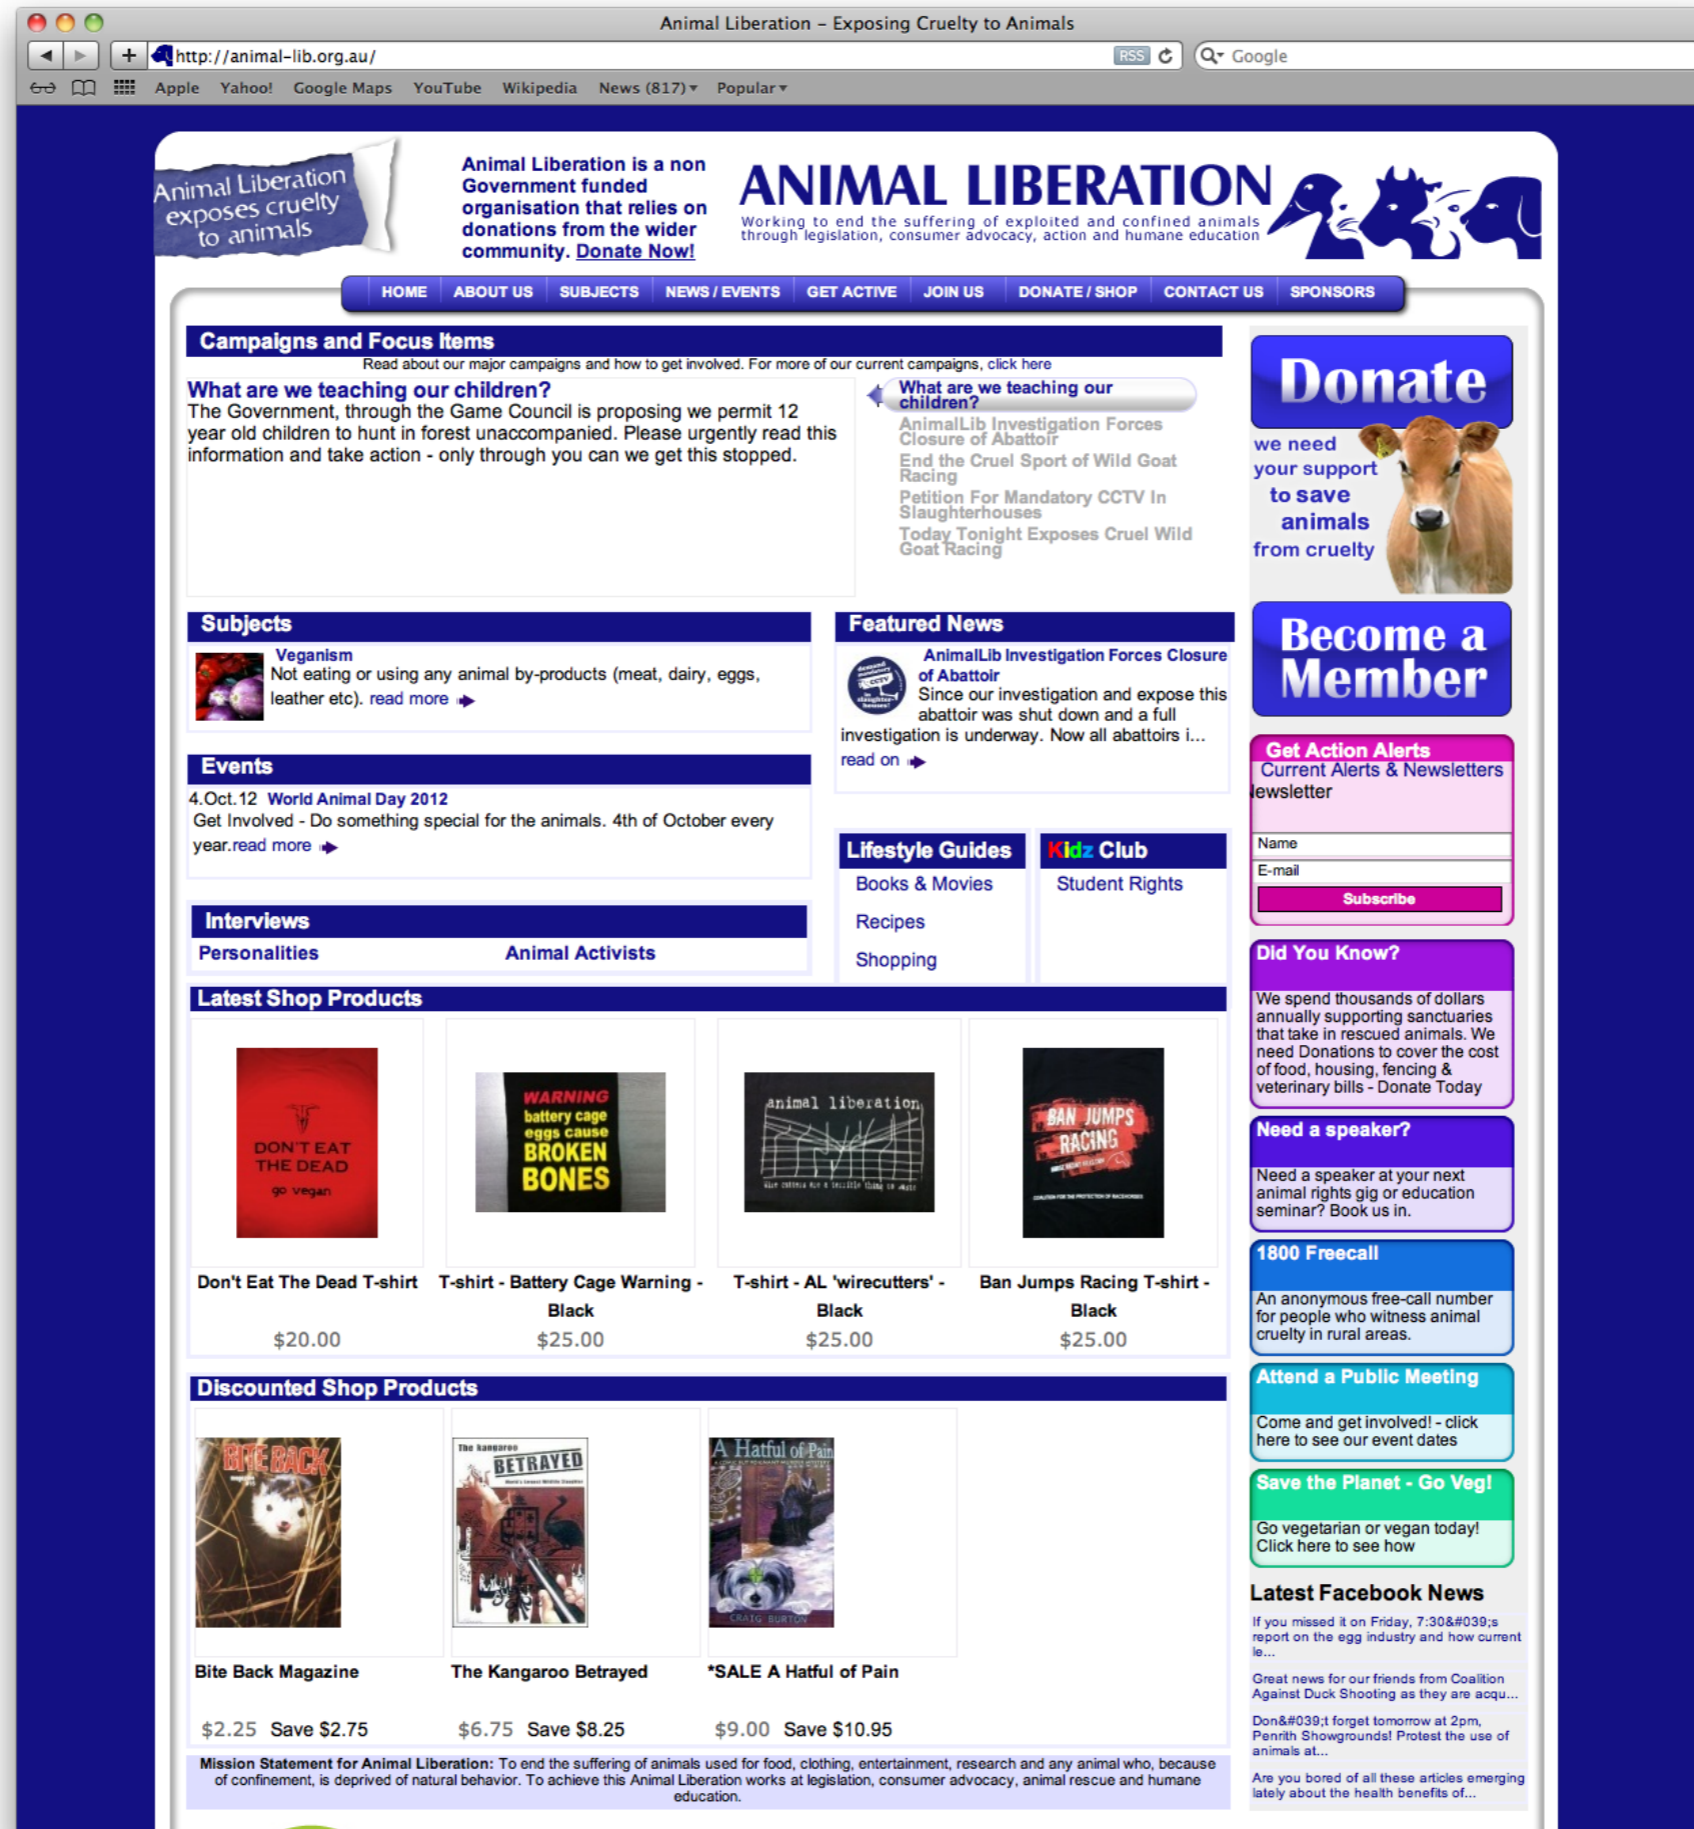 Animal Liberation – Exposing Cruelty to Animals
http://animal-lib.org.au/
RSS
Google
Apple Yahoo! Google Maps YouTube Wikipedia News (817) Popular
Animal Liberation
exposes cruelty
to animals
Animal Liberation is a non
Government funded
organisation that relies on
donations from the wider
community. Donate Now!
ANIMAL LIBERATION
Working to end the suffering of exploited and confined animals
through legislation, consumer advocacy, action and humane education
HOME ABOUT US SUBJECTS NEWS / EVENTS GET ACTIVE JOIN US DONATE / SHOP CONTACT US SPONSORS
Campaigns and Focus Items
Read about our major campaigns and how to get involved. For more of our current campaigns, click here
What are we teaching our children?
The Government, through the Game Council is proposing we permit 12
year old children to hunt in forest unaccompanied. Please urgently read this
information and take action - only through you can we get this stopped.
What are we teaching our
children?
AnimalLib Investigation Forces
Closure of Abattoir
End the Cruel Sport of Wild Goat
Racing
Petition For Mandatory CCTV In
Slaughterhouses
Today Tonight Exposes Cruel Wild
Goat Racing
Subjects
Veganism
Not eating or using any animal by-products (meat, dairy, eggs,
leather etc). read more
Events
4.Oct.12 World Animal Day 2012
Get Involved - Do something special for the animals. 4th of October every
year.read more
Interviews
Personalities Animal Activists
Featured News
demand
mandatory
CCTV
in
slaughter-
houses!
AnimalLib Investigation Forces Closure
of Abattoir
Since our investigation and expose this
abattoir was shut down and a full
investigation is underway. Now all abattoirs i...
read on
Lifestyle Guides
Books & Movies
Recipes
Shopping
Kidz Club
Student Rights
Latest Shop Products
DON'T EAT
THE DEAD
go vegan
WARNING
battery cage
eggs cause
BROKEN
BONES
animal liberation
wire cutters are a terrible thing to waste
BAN JUMPS
RACING
COALITION FOR THE PROTECTION OF RACEHORSES
Don't Eat The Dead T-shirt
$20.00
T-shirt - Battery Cage Warning -
Black
$25.00
T-shirt - AL 'wirecutters' -
Black
$25.00
Ban Jumps Racing T-shirt -
Black
$25.00
Discounted Shop Products
BITE BACK
The kangaroo
BETRAYED
World's Largest Wildlife Slaughter
A Hatful of Pain
CRAIG BURTON
Bite Back Magazine
$2.25 Save $2.75
The Kangaroo Betrayed
$6.75 Save $8.25
*SALE A Hatful of Pain
$9.00 Save $10.95
Mission Statement for Animal Liberation: To end the suffering of animals used for food, clothing, entertainment, research and any animal who, because
of confinement, is deprived of natural behavior. To achieve this Animal Liberation works at legislation, consumer advocacy, animal rescue and humane
education.
Donate
we need
your support
to save
animals
from cruelty
Become a
Member
Get Action Alerts
Current Alerts & Newsletters
Newsletter
Name
E-mail
Subscribe
Did You Know?
We spend thousands of dollars
annually supporting sanctuaries
that take in rescued animals. We
need Donations to cover the cost
of food, housing, fencing &
veterinary bills - Donate Today
Need a speaker?
Need a speaker at your next
animal rights gig or education
seminar? Book us in.
1800 Freecall
An anonymous free-call number
for people who witness animal
cruelty in rural areas.
Attend a Public Meeting
Come and get involved! - click
here to see our event dates
Save the Planet - Go Veg!
Go vegetarian or vegan today!
Click here to see how
Latest Facebook News
If you missed it on Friday, 7:30&#039;s
report on the egg industry and how current
le...
Great news for our friends from Coalition
Against Duck Shooting as they are acqu...
Don&#039;t forget tomorrow at 2pm,
Penrith Showgrounds! Protest the use of
animals at...
Are you bored of all these articles emerging
lately about the health benefits of...